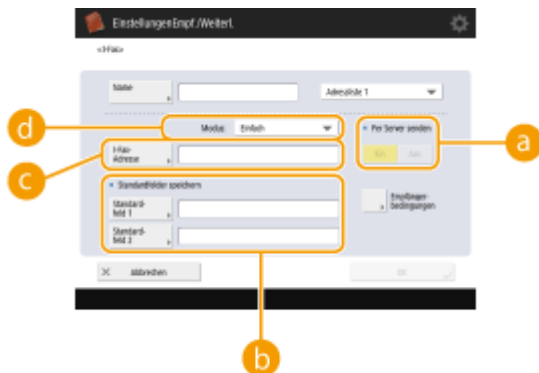 Einstellungen Empf./Weiterl.
<I-Fax>
Name
Adressliste 1
d
Modus: Einfach
Per Server senden
a
Ein Aus
c
I-Fax-
Adresse
Standardfelder speichern
Standard-
feld 1
Empfänger-
bedingungen
Standard-
feld 2
Abbrechen
OK
b